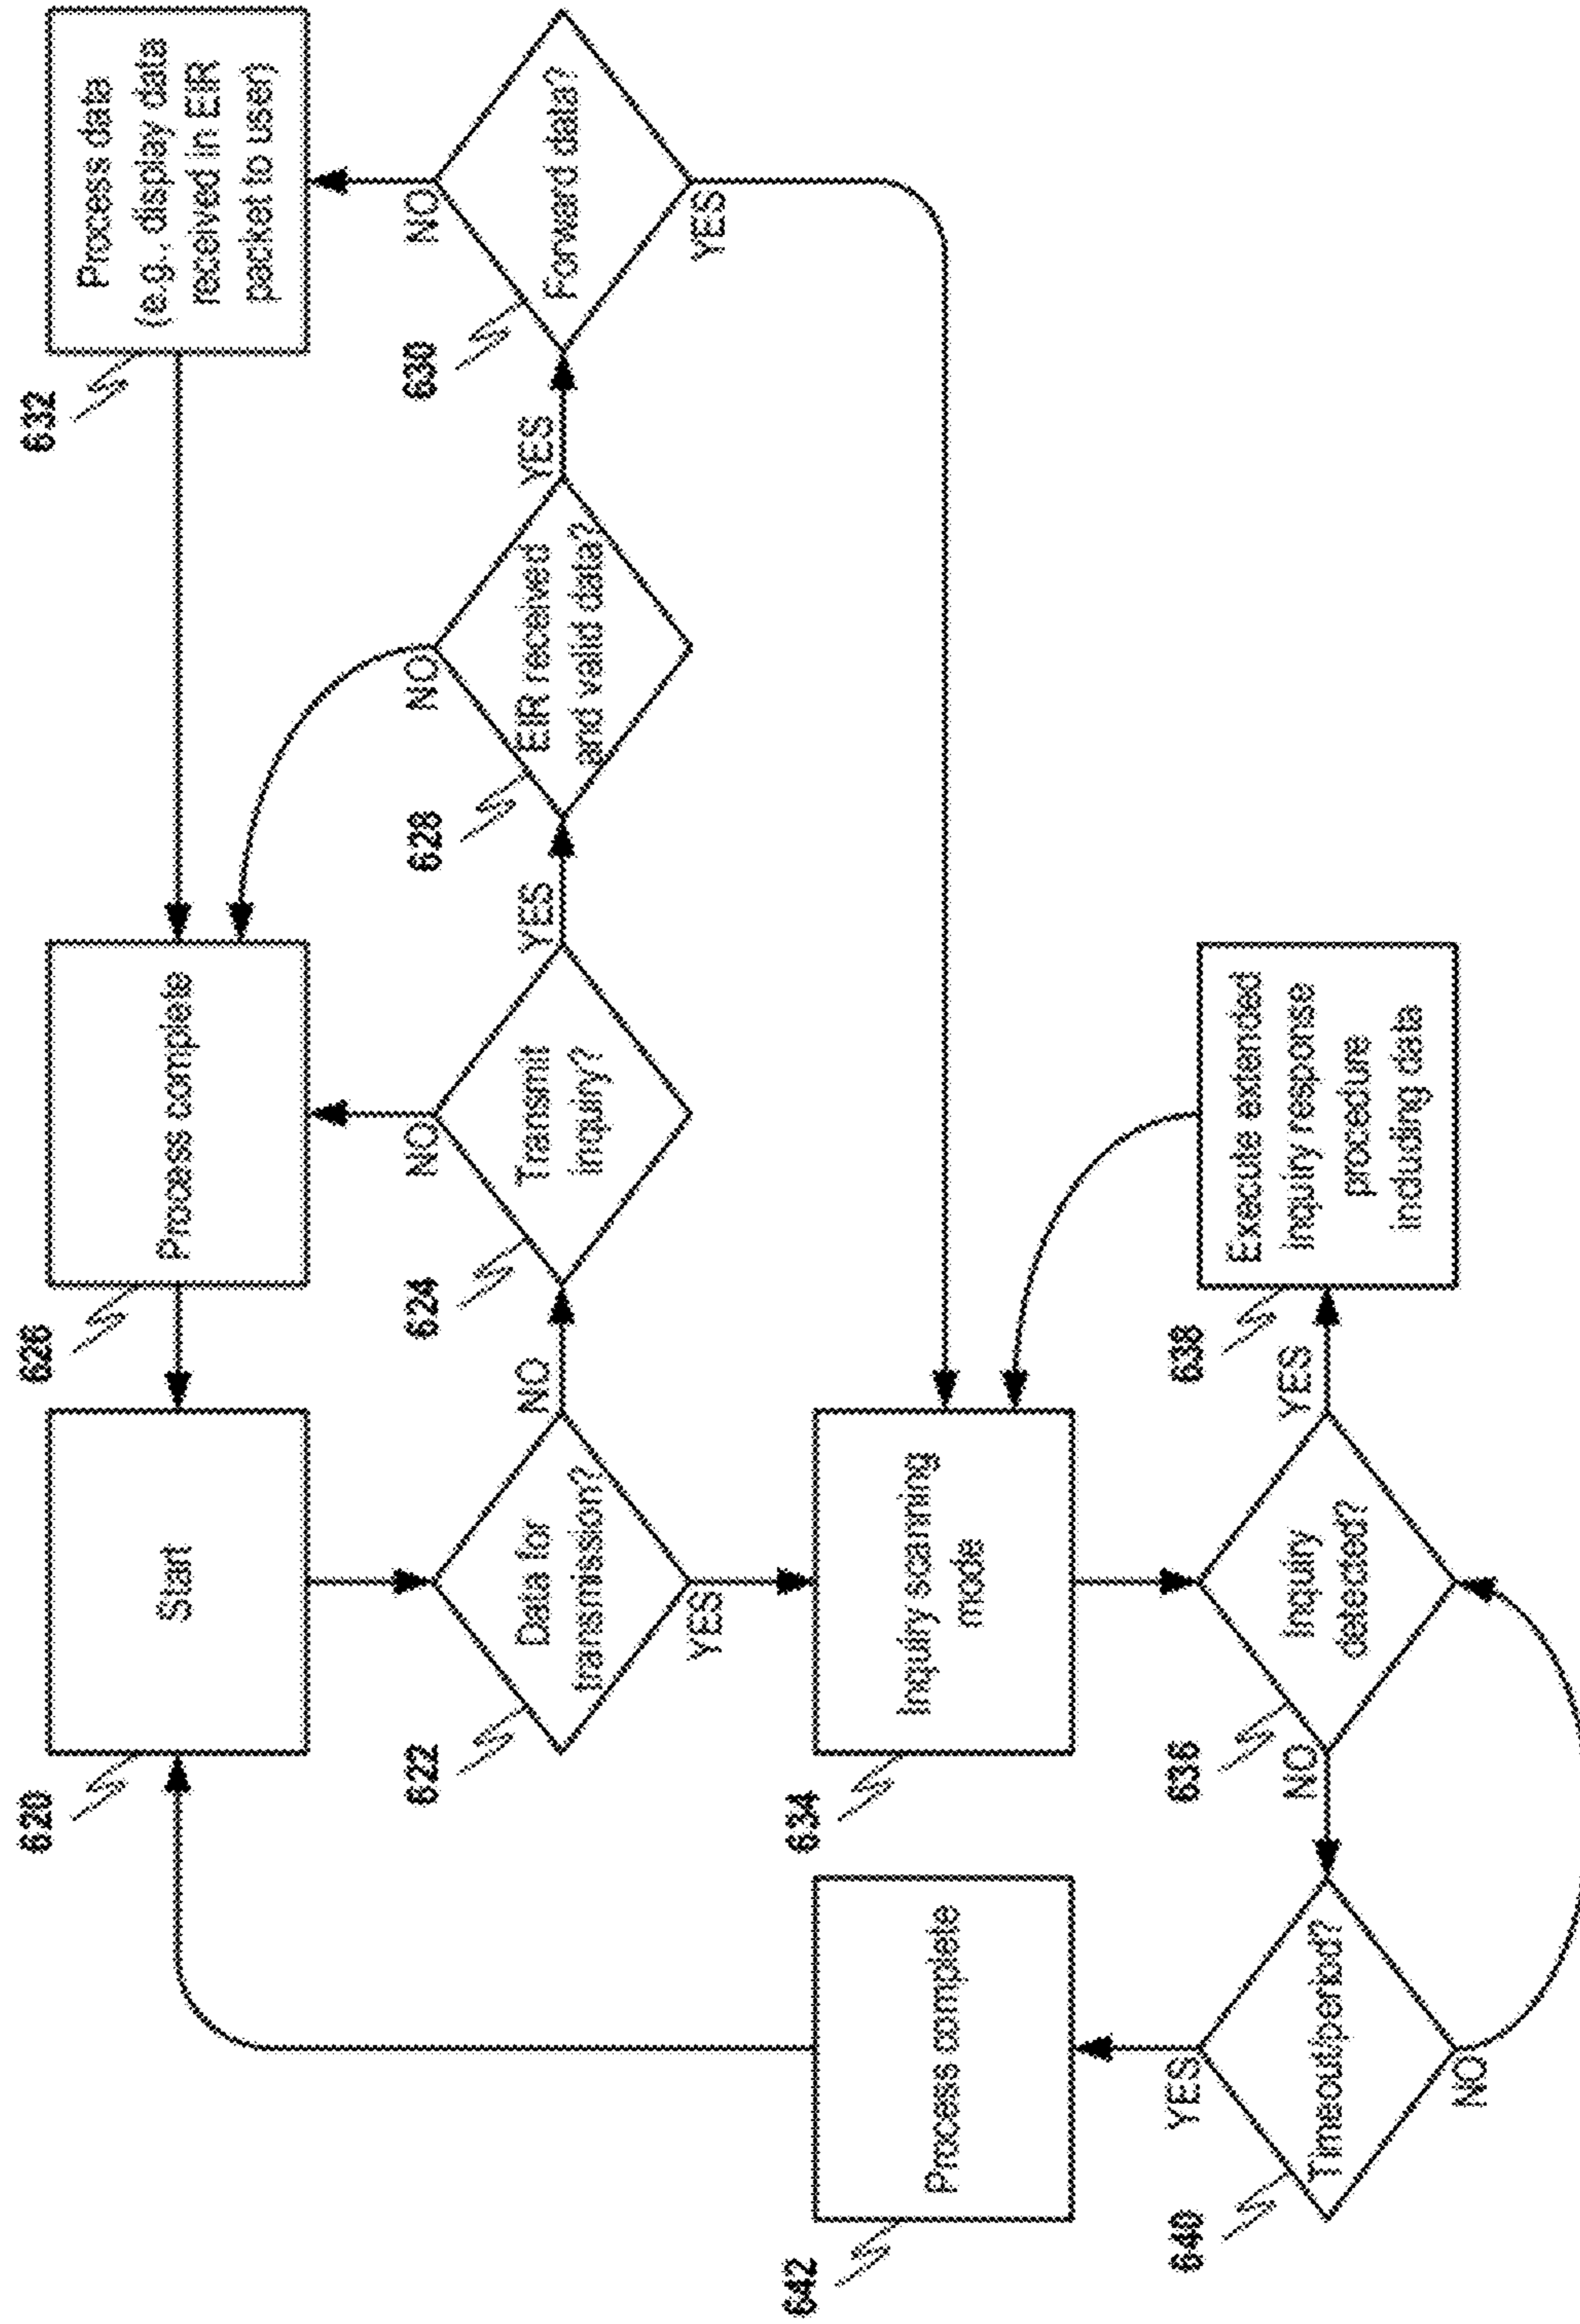 620
Start
626
Process complete
632
Process data
(e.g., display data
received in EIR
packet to user)
622
Data for
transmission?
NO
YES
624
Transmit
inquiry?
NO
YES
628
EIR received
and valid data?
NO
YES
630
Forward data?
NO
YES
642
Process complete
634
Inquiry scanning
mode
640
Timeout/period?
YES
NO
636
Inquiry
detected?
NO
YES
638
Execute extended
inquiry response
procedure
including data